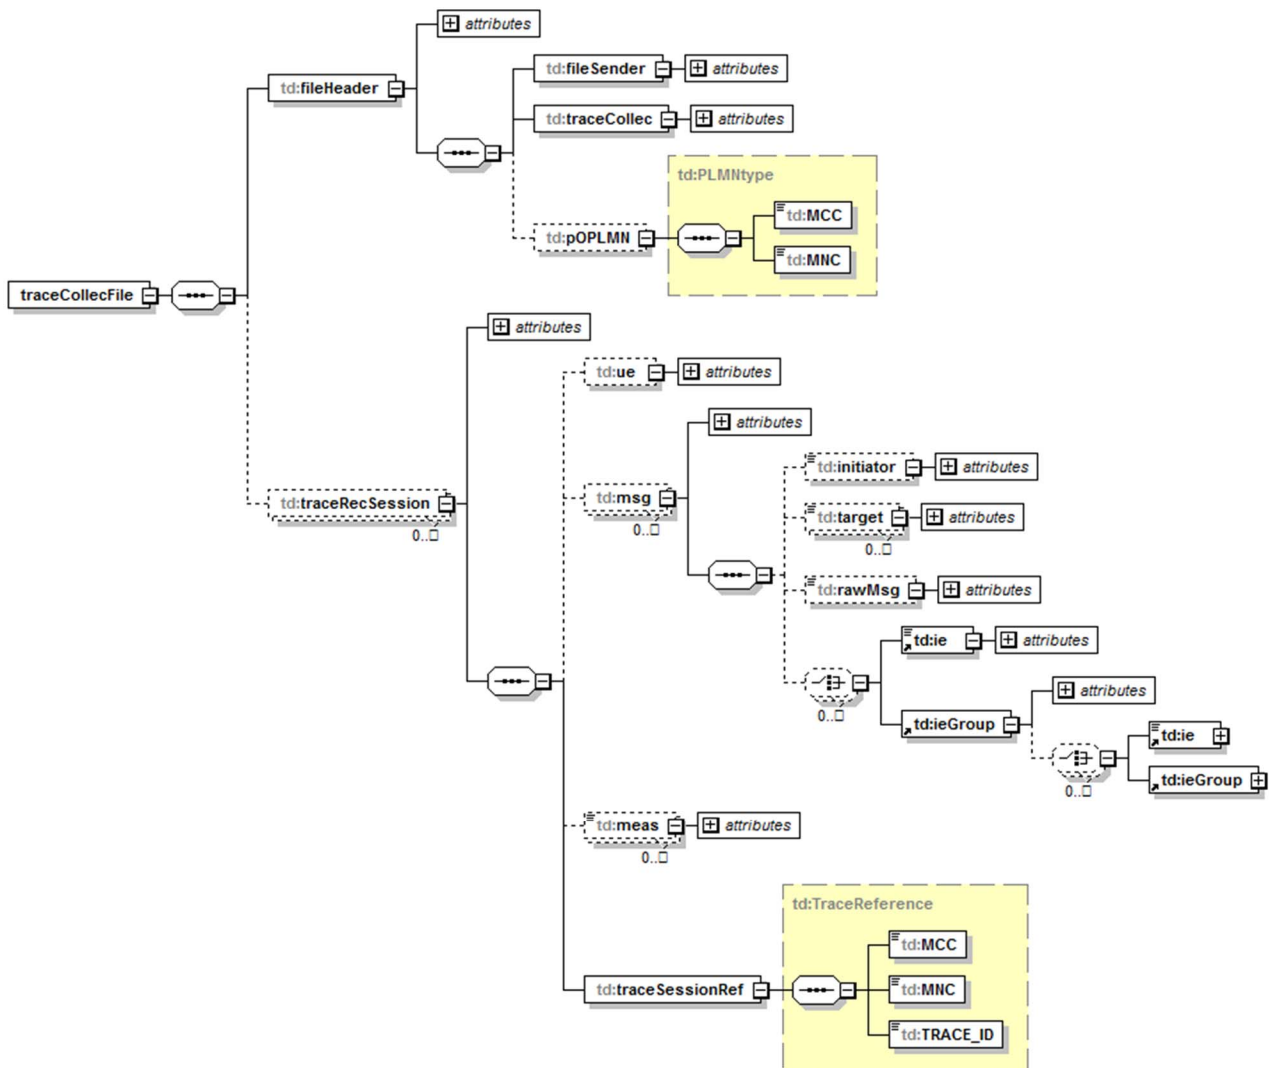 attributes
td:fileSender
attributes
td:fileHeader
td:traceCollec
attributes
td:PLMNtype
td:MCC
td:pOPLMN
td:MNC
traceCollecFile
attributes
td:ue
attributes
attributes
td:initiator
attributes
td:msg
0..□
td:traceRecSession
0..□
td:target
attributes
0..□
td:rawMsg
attributes
td:ie
attributes
0..□
attributes
td:ieGroup
td:ie
0..□
td:ieGroup
td:meas
attributes
0..□
td:TraceReference
td:MCC
td:traceSessionRef
td:MNC
td:TRACE_ID